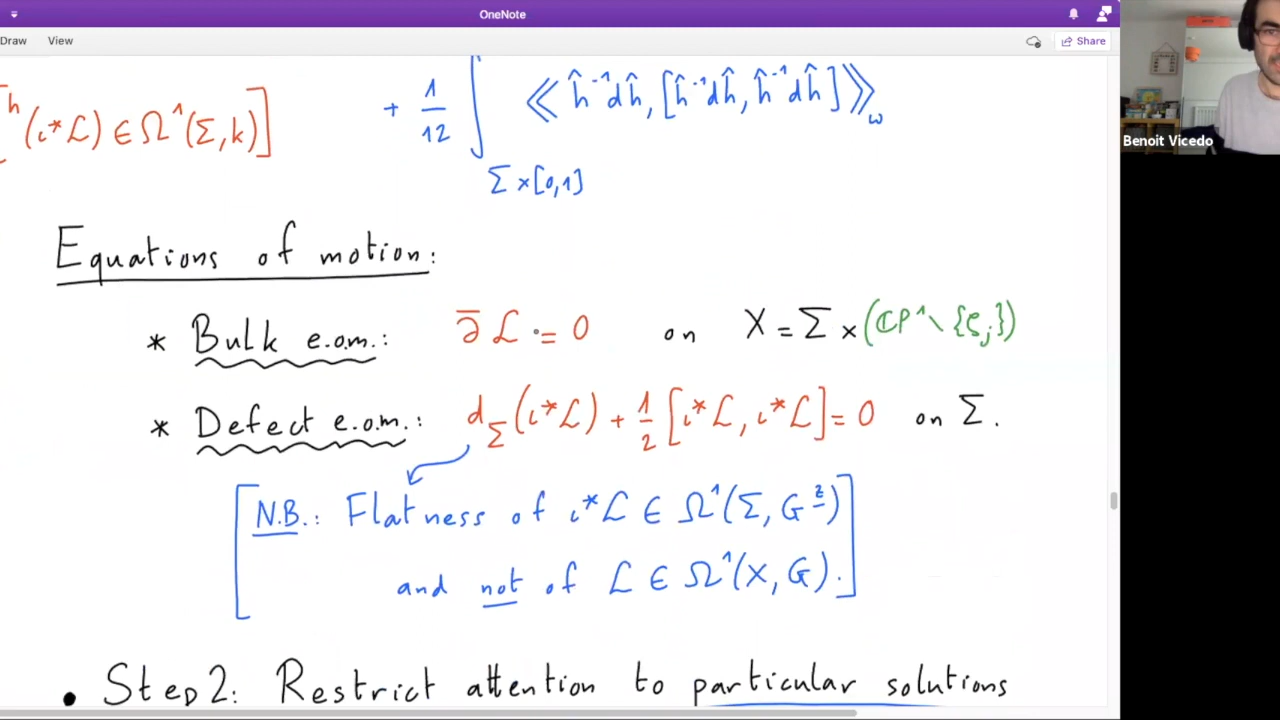 OneNote
Draw View Share
h
(ι*ℒ) ∈ Ω¹(Σ, k)]
+ 1/12 ∫ ⟪ĥ⁻¹dĥ, [ĥ⁻¹dĥ, ĥ⁻¹dĥ]⟫_ω
Σ×[0,1]
Benoit Vicedo
Equations of motion:
* Bulk e.o.m.: ∂̄ℒ = 0 on X = Σ × (ℂP¹ \ {ζ_j})
* Defect e.o.m.: d_Σ(ι*ℒ) + 1/2 [ι*ℒ, ι*ℒ] = 0 on Σ.
[N.B.: Flatness of ι*ℒ ∈ Ω¹(Σ, G^z)
and not of ℒ ∈ Ω¹(X, G).]
• Step 2: Restrict attention to particular solutions